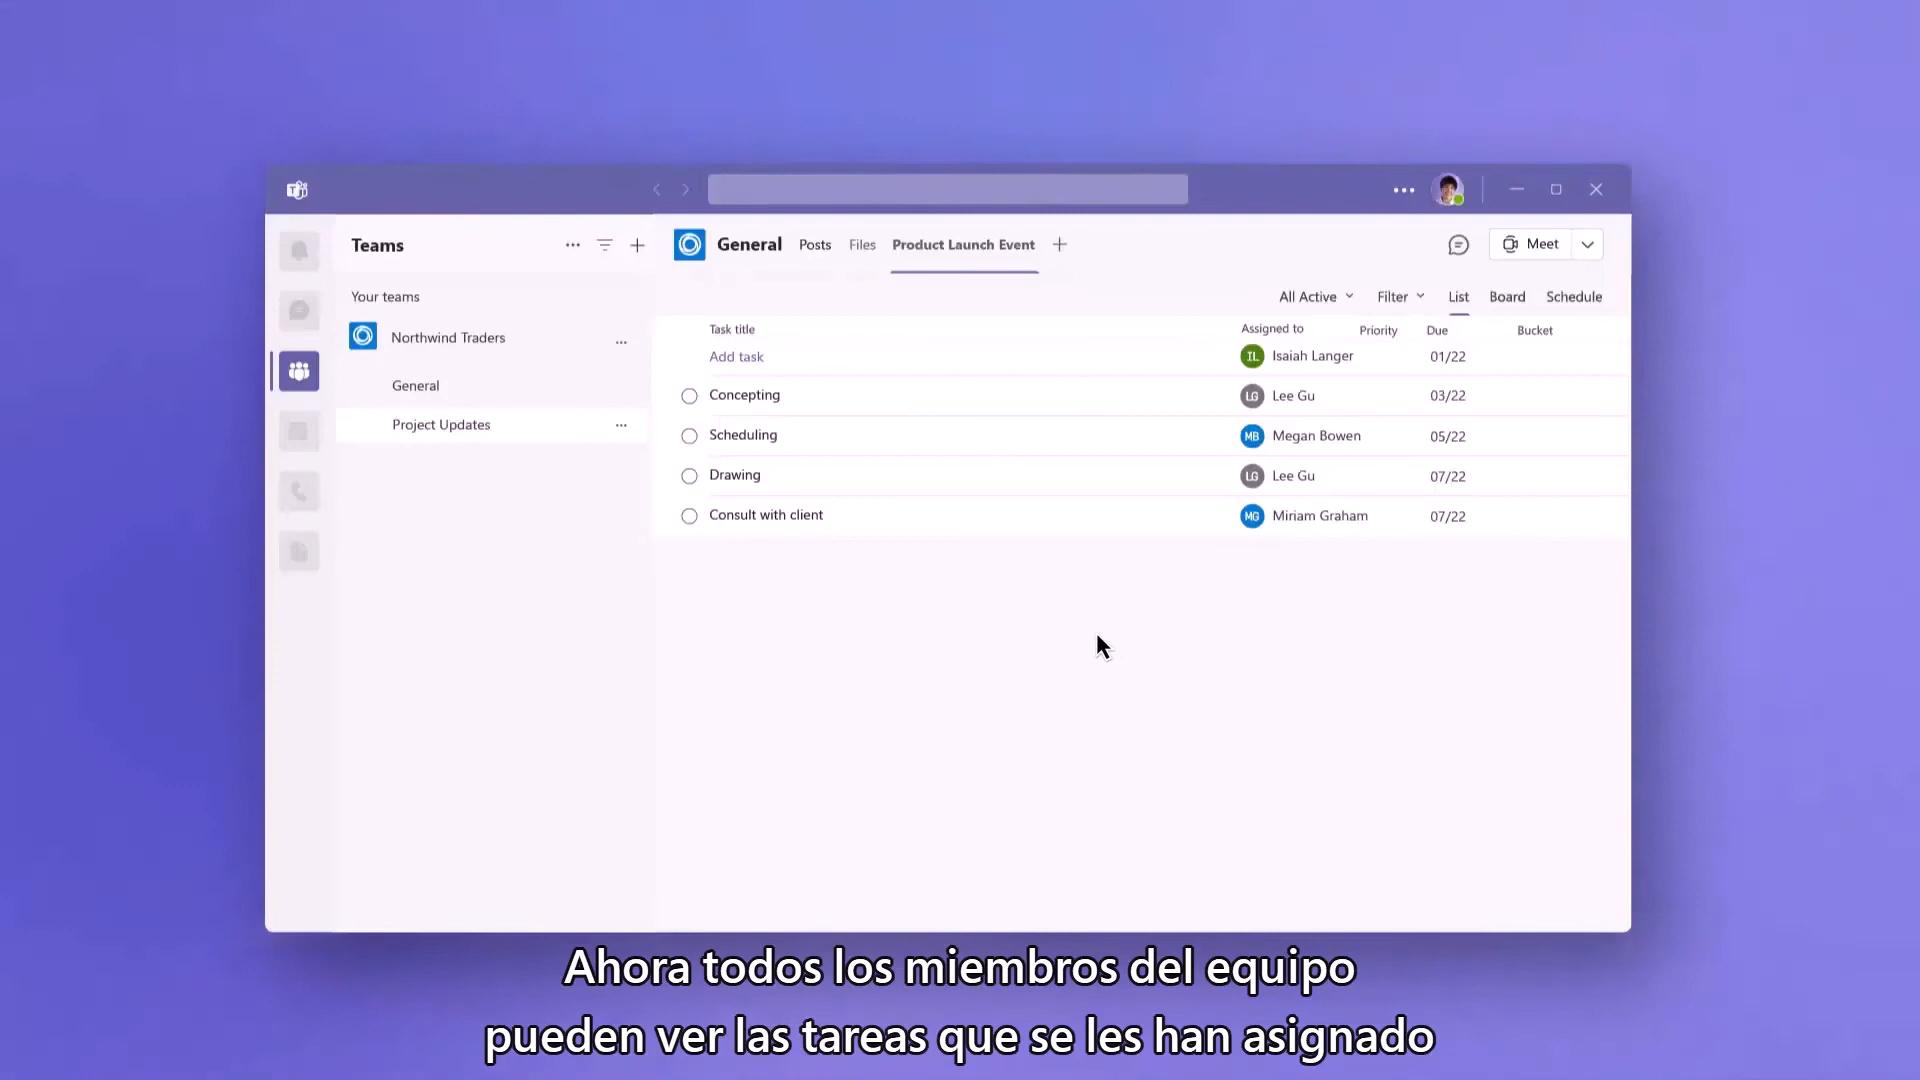 Teams
General Posts Files Product Launch Event
Meet
Your teams
All Active Filter List Board Schedule
Northwind Traders
General
Project Updates
Task title Assigned to Priority Due Bucket
Add task IL Isaiah Langer 01/22
Concepting LG Lee Gu 03/22
Scheduling MB Megan Bowen 05/22
Drawing LG Lee Gu 07/22
Consult with client MG Miriam Graham 07/22
Ahora todos los miembros del equipo
pueden ver las tareas que se les han asignado